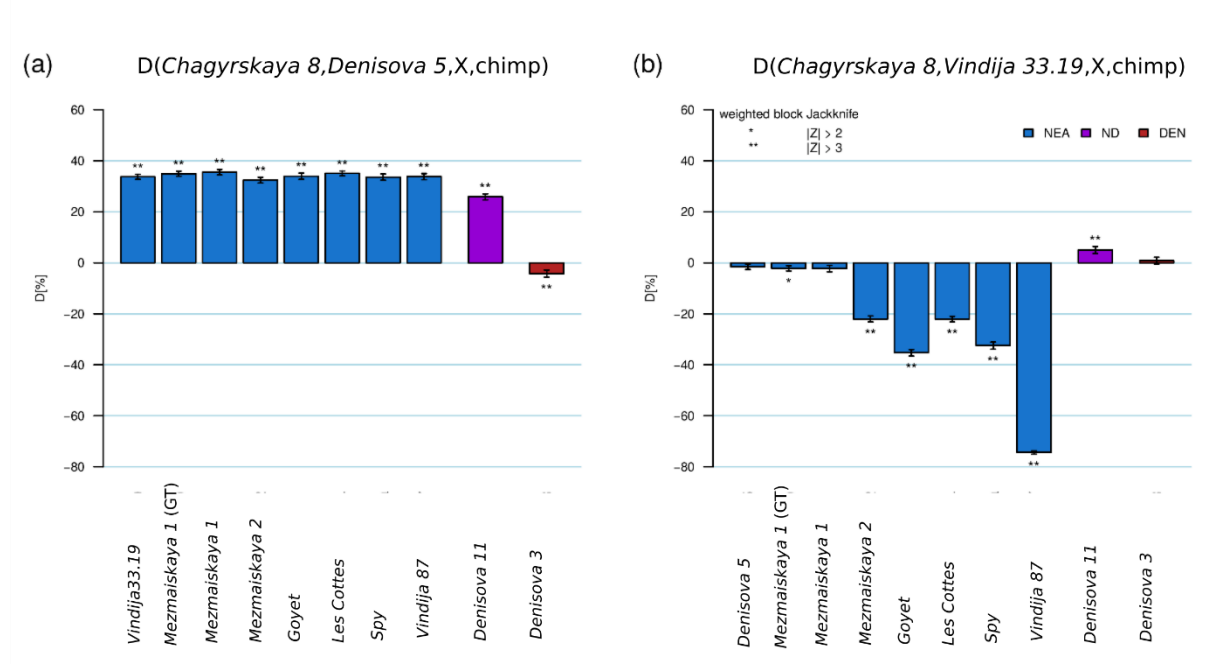 (a) D(Chagyrskaya 8,Denisova 5,X,chimp)
60
40
20
0
−20
−40
−60
−80
D[%]
** ** ** ** ** ** ** ** ** **
Vindija33.19
Mezmaiskaya 1 (GT)
Mezmaiskaya 1
Mezmaiskaya 2
Goyet
Les Cottes
Spy
Vindija 87
Denisova 11
Denisova 3
(b) D(Chagyrskaya 8,Vindija 33.19,X,chimp)
weighted block Jackknife
* |Z| > 2
** |Z| > 3
NEA ND DEN
60
40
20
0
−20
−40
−60
−80
D[%]
* ** ** ** ** ** **
Denisova 5
Mezmaiskaya 1 (GT)
Mezmaiskaya 1
Mezmaiskaya 2
Goyet
Les Cottes
Spy
Vindija 87
Denisova 11
Denisova 3